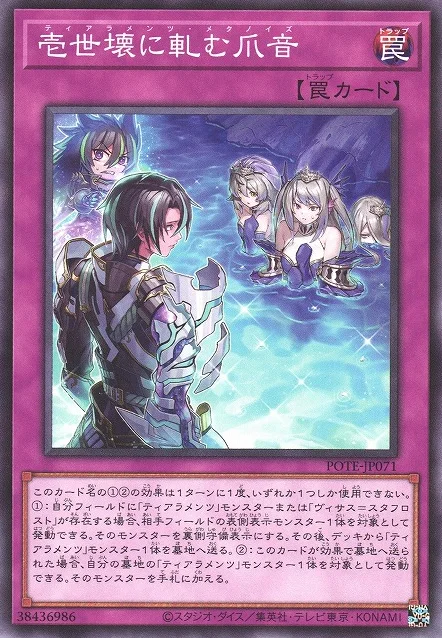 ティアラメンツ メタノイズ
壱世壊に軋む爪音
トラップ
罠
【罠カード】
POTE-JP071
このカード名の①②の効果は1ターンに1度、いずれか1つしか使用できない。
①:自分フィールドに「ティアラメンツ」モンスターまたは「ヴィサス=スタフロ
スト」が存在する場合、相手フィールドの表側表示モンスター1体を対象として
発動できる。そのモンスターを裏側守備表示にする。その後、デッキから「ティ
アラメンツ」モンスター1体を墓地へ送る。②:このカードが効果で墓地へ送ら
れた場合、自分の墓地の「ティアラメンツ」モンスター1体を対象として発動
できる。そのモンスターを手札に加える。
38436986
©スタジオ・ダイス/集英社・テレビ東京・KONAMI